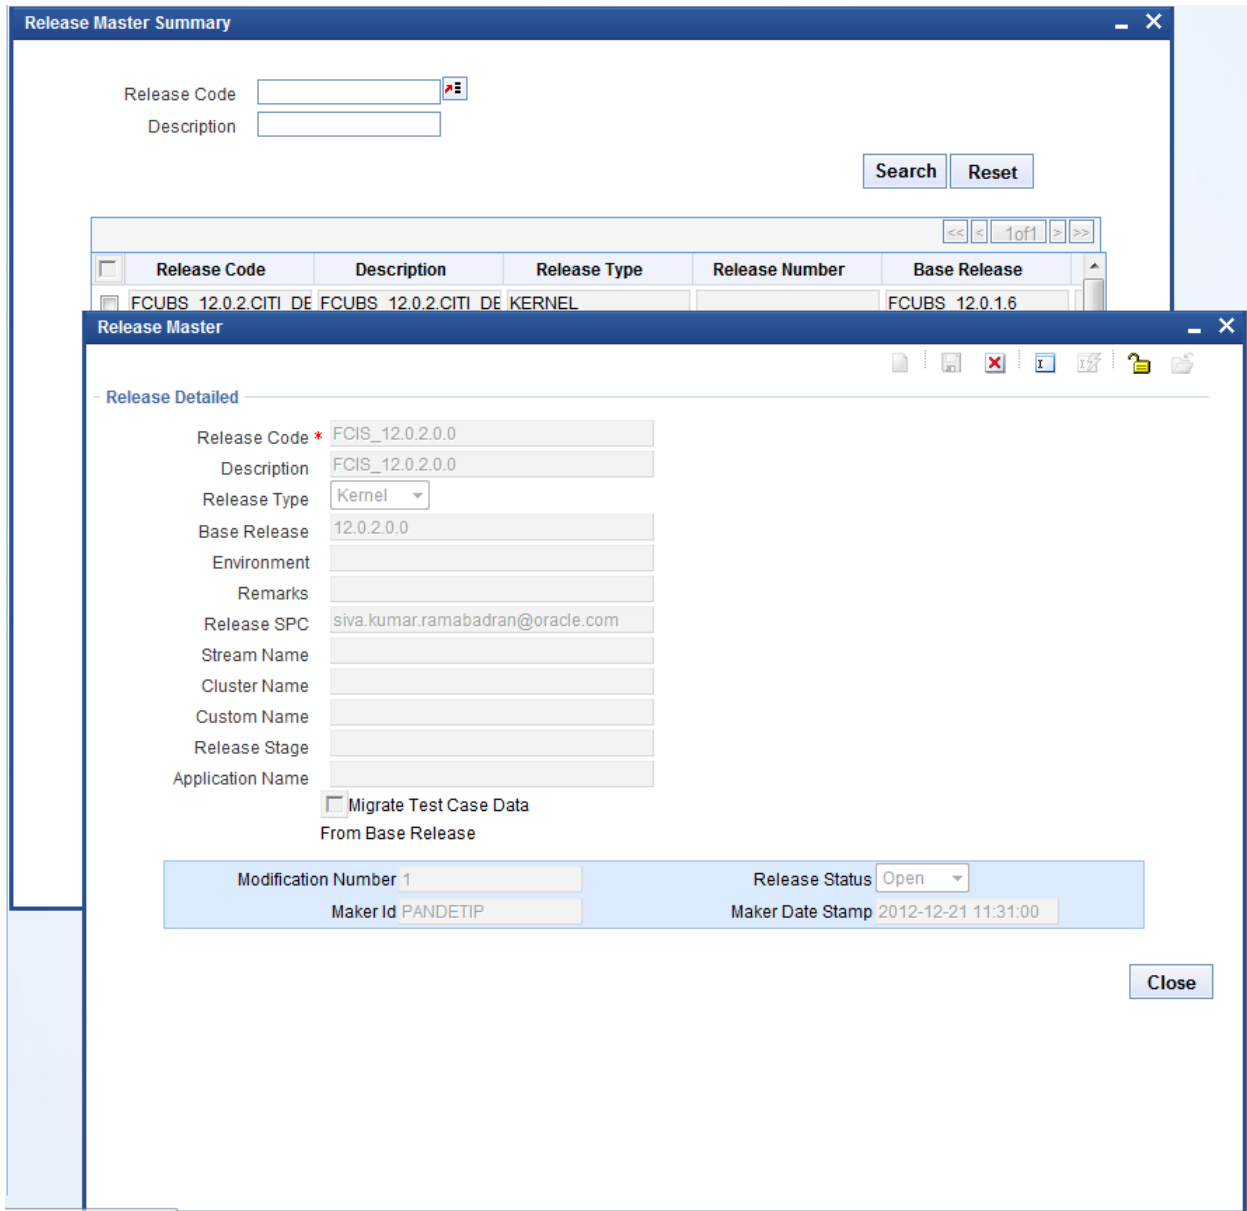 Release Master Summary
Release Code
Description
Search Reset
<< < 1of1 > >>
Release Code Description Release Type Release Number Base Release
FCUBS_12.0.2.CITI_DE FCUBS_12.0.2.CITI_DE KERNEL FCUBS_12.0.1.6
Release Master
Release Detailed
Release Code * FCIS_12.0.2.0.0
Description FCIS_12.0.2.0.0
Release Type Kernel
Base Release 12.0.2.0.0
Environment
Remarks
Release SPC siva.kumar.ramabadran@oracle.com
Stream Name
Cluster Name
Custom Name
Release Stage
Application Name
Migrate Test Case Data
From Base Release
Modification Number 1 Release Status Open
Maker Id PANDETIP Maker Date Stamp 2012-12-21 11:31:00
Close